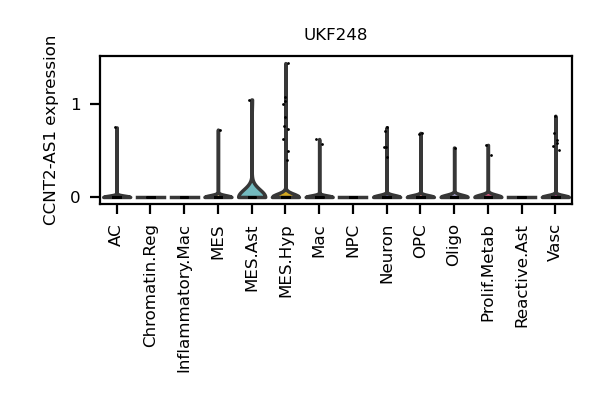 UKF248
CCNT2-AS1 expression
1
0
AC
Chromatin.Reg
Inflammatory.Mac
MES
MES.Ast
MES.Hyp
Mac
NPC
Neuron
OPC
Oligo
Prolif.Metab
Reactive.Ast
Vasc